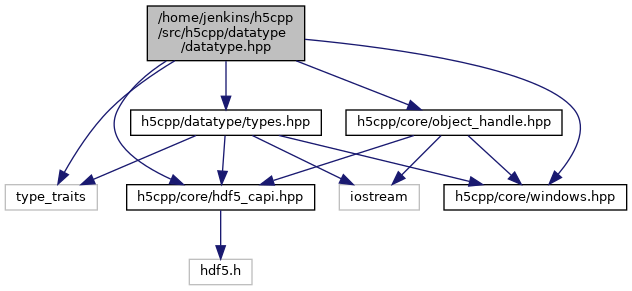 /home/jenkins/h5cpp
/src/h5cpp/datatype
/datatype.hpp
h5cpp/datatype/types.hpp
h5cpp/core/object_handle.hpp
type_traits
h5cpp/core/hdf5_capi.hpp
iostream
h5cpp/core/windows.hpp
hdf5.h